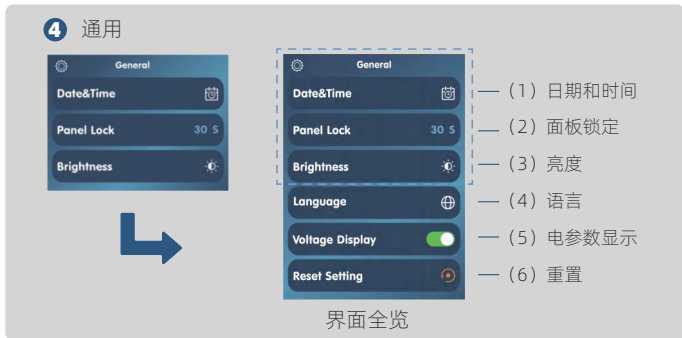 4 通用
General
Date&Time
Panel Lock 30 S
Brightness
General
Date&Time
Panel Lock 30 S
Brightness
Language
Voltage Display
Reset Setting
(1) 日期和时间
(2) 面板锁定
(3) 亮度
(4) 语言
(5) 电参数显示
(6) 重置
界面全览